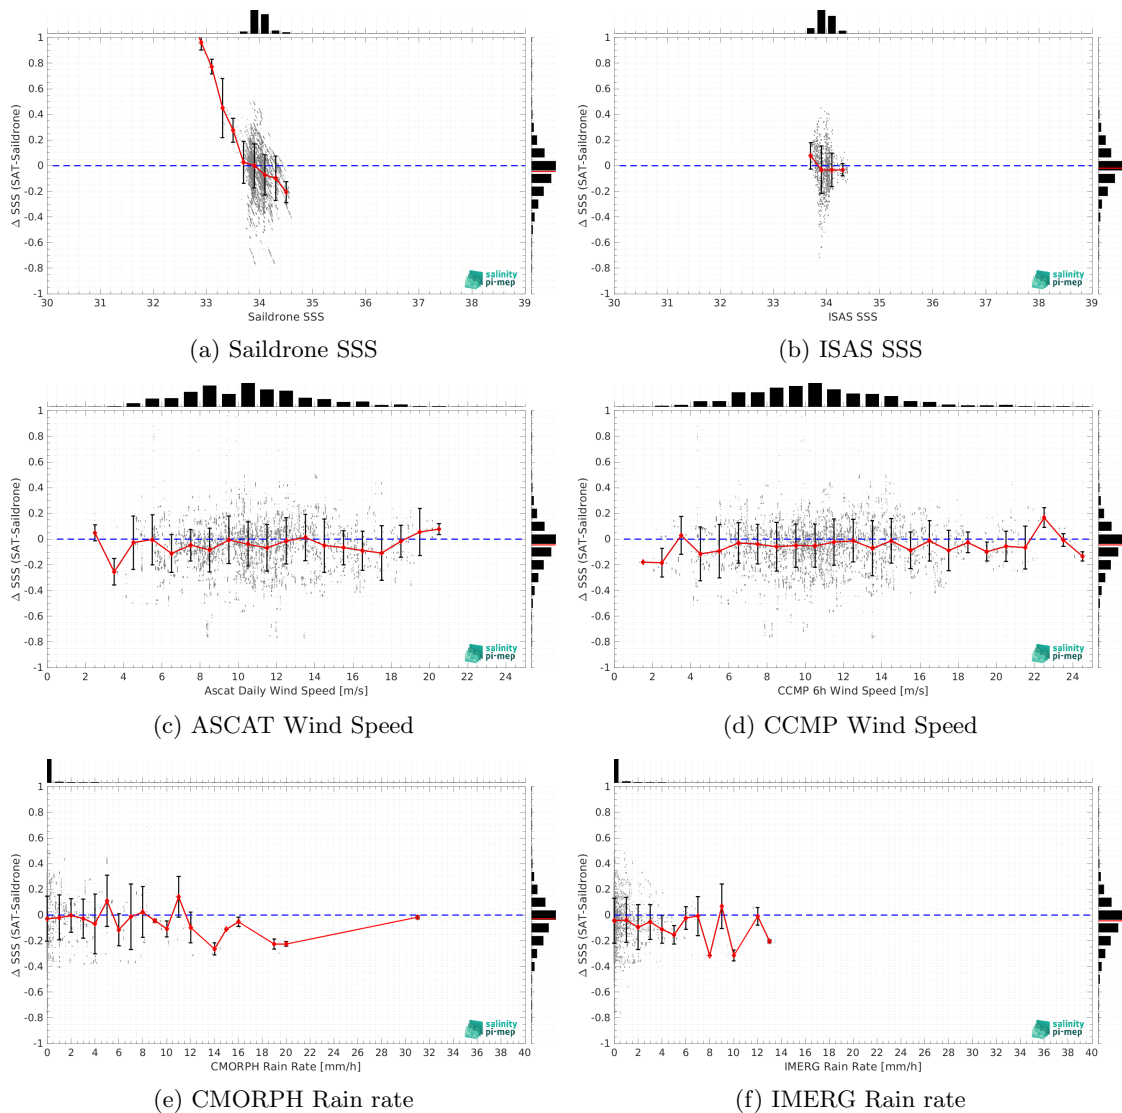 1
0.8
0.6
0.4
0.2
0
-0.2
-0.4
-0.6
-0.8
-1
Δ SSS (SAT-Saildrone)
30 31 32 33 34 35 36 37 38 39
Saildrone SSS
salinity
pi-mep
(a) Saildrone SSS
1
0.8
0.6
0.4
0.2
0
-0.2
-0.4
-0.6
-0.8
-1
Δ SSS (SAT-Saildrone)
30 31 32 33 34 35 36 37 38 39
ISAS SSS
salinity
pi-mep
(b) ISAS SSS
1
0.8
0.6
0.4
0.2
0
-0.2
-0.4
-0.6
-0.8
-1
Δ SSS (SAT-Saildrone)
0 2 4 6 8 10 12 14 16 18 20 22 24
Ascat Daily Wind Speed [m/s]
salinity
pi-mep
(c) ASCAT Wind Speed
1
0.8
0.6
0.4
0.2
0
-0.2
-0.4
-0.6
-0.8
-1
Δ SSS (SAT-Saildrone)
0 2 4 6 8 10 12 14 16 18 20 22 24
CCMP 6h Wind Speed [m/s]
salinity
pi-mep
(d) CCMP Wind Speed
1
0.8
0.6
0.4
0.2
0
-0.2
-0.4
-0.6
-0.8
-1
Δ SSS (SAT-Saildrone)
0 2 4 6 8 10 12 14 16 18 20 22 24 26 28 30 32 34 36 38 40
CMORPH Rain Rate [mm/h]
salinity
pi-mep
(e) CMORPH Rain rate
1
0.8
0.6
0.4
0.2
0
-0.2
-0.4
-0.6
-0.8
-1
Δ SSS (SAT-Saildrone)
0 2 4 6 8 10 12 14 16 18 20 22 24 26 28 30 32 34 36 38 40
IMERG Rain Rate [mm/h]
salinity
pi-mep
(f) IMERG Rain rate